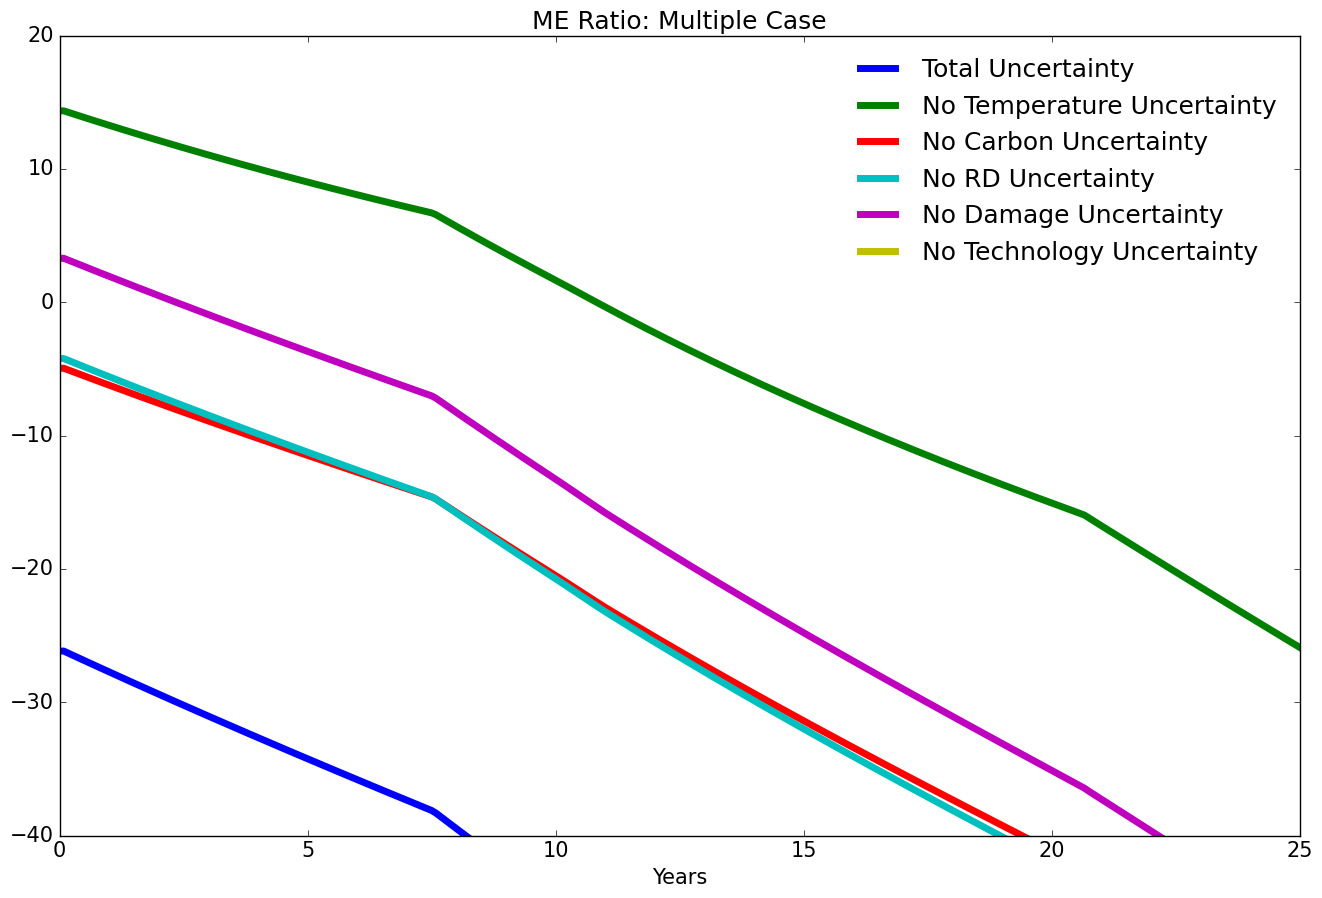 ME Ratio: Multiple Case
20
10
0
−10
−20
−30
−40
Total Uncertainty
No Temperature Uncertainty
No Carbon Uncertainty
No RD Uncertainty
No Damage Uncertainty
No Technology Uncertainty
0 5 10 15 20 25
Years